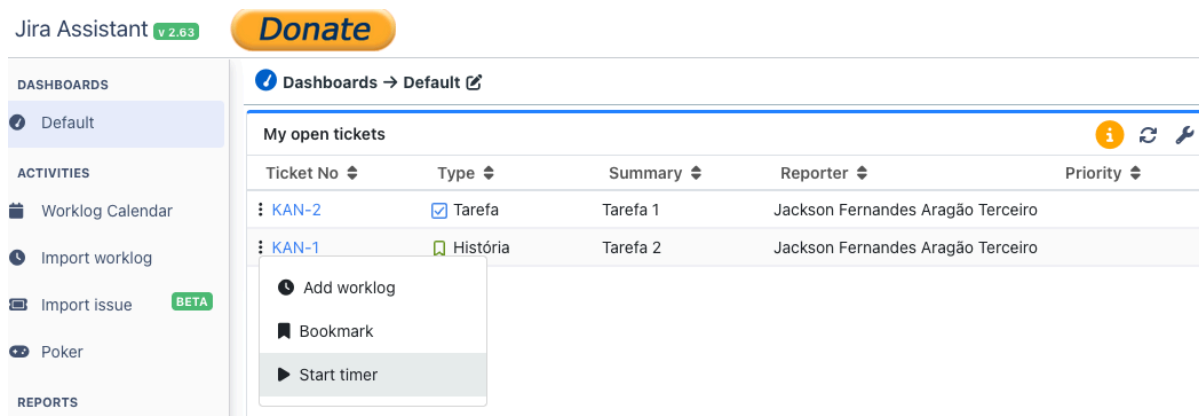 Jira Assistant v 2.63 Donate
DASHBOARDS
Default
ACTIVITIES
Worklog Calendar
Import worklog
Import issue BETA
Poker
REPORTS
Dashboards → Default
My open tickets
Ticket No Type Summary Reporter Priority
KAN-2 Tarefa Tarefa 1 Jackson Fernandes Aragão Terceiro
KAN-1 História Tarefa 2 Jackson Fernandes Aragão Terceiro
Add worklog
Bookmark
Start timer